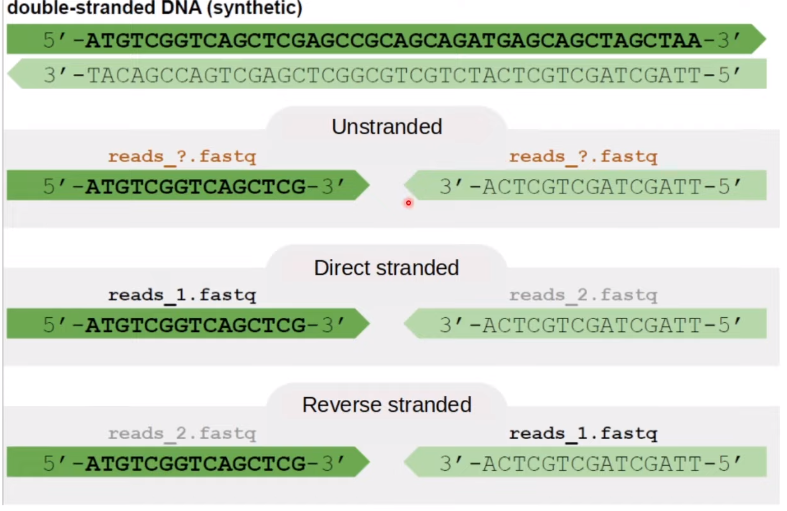 double-stranded DNA (synthetic)
5’-ATGTCGGTCAGCTCGAGCCGCAGCAGATGAGCAGCTAGCTAA-3’
3’-TACAGCCAGTCGAGCTCGGCGTCGTCTACTCGTCGATCGATT-5’
Unstranded
reads_?.fastq reads_?.fastq
5’-ATGTCGGTCAGCTCG-3’ 3’-ACTCGTCGATCGATT-5’
Direct stranded
reads_1.fastq reads_2.fastq
5’-ATGTCGGTCAGCTCG-3’ 3’-ACTCGTCGATCGATT-5’
Reverse stranded
reads_2.fastq reads_1.fastq
5’-ATGTCGGTCAGCTCG-3’ 3’-ACTCGTCGATCGATT-5’